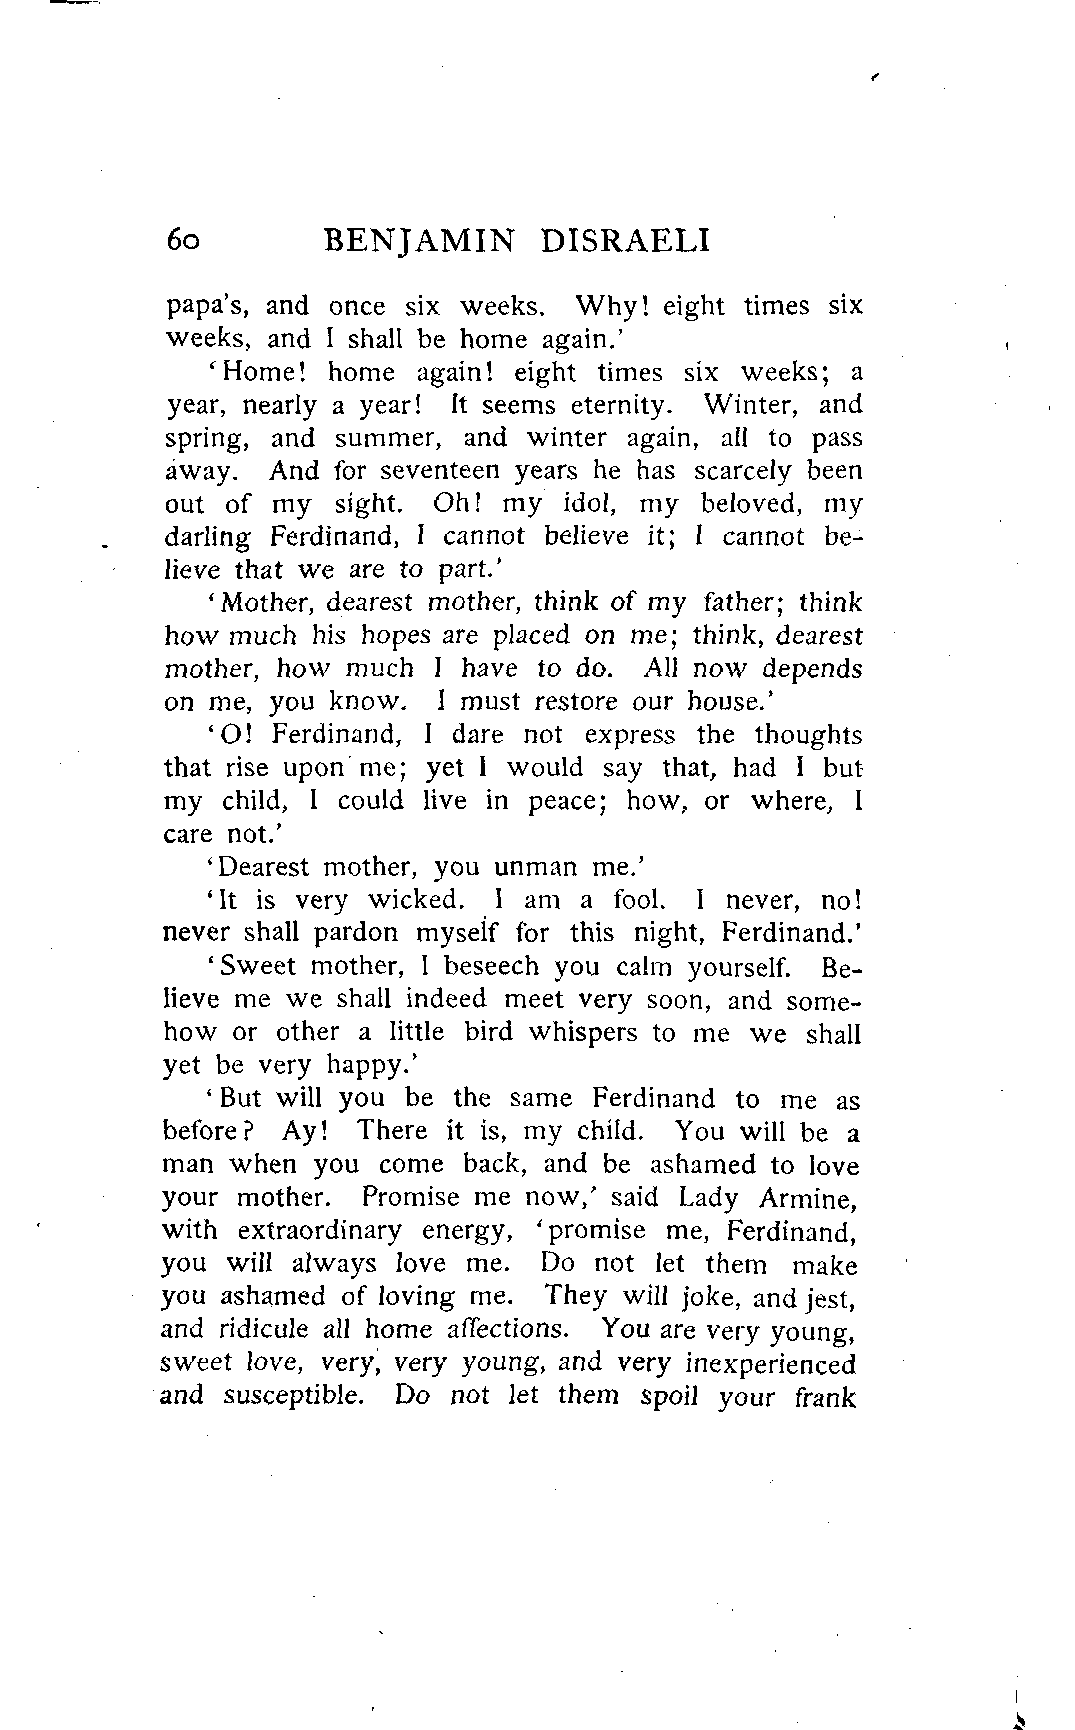 60 BENJAMIN DISRAELI
papa's, and once six weeks. Why! eight times six
weeks, and I shall be home again.'
'Home! home again! eight times six weeks; a
year, nearly a year! It seems eternity. Winter, and
spring, and summer, and winter again, all to pass
away. And for seventeen years he has scarcely been
out of my sight. Oh! my idol, my beloved, my
darling Ferdinand, I cannot believe it; I cannot be-
lieve that we are to part.'
'Mother, dearest mother, think of my father; think
how much his hopes are placed on me; think, dearest
mother, how much I have to do. All now depends
on me, you know. I must restore our house.'
'O! Ferdinand, I dare not express the thoughts
that rise upon me; yet I would say that, had I but
my child, I could live in peace; how, or where, I
care not.'
'Dearest mother, you unman me.'
'It is very wicked. I am a fool. I never, no!
never shall pardon myself for this night, Ferdinand.'
'Sweet mother, I beseech you calm yourself. Be-
lieve me we shall indeed meet very soon, and some-
how or other a little bird whispers to me we shall
yet be very happy.'
'But will you be the same Ferdinand to me as
before? Ay! There it is, my child. You will be a
man when you come back, and be ashamed to love
your mother. Promise me now,' said Lady Armine,
with extraordinary energy, 'promise me, Ferdinand,
you will always love me. Do not let them make
you ashamed of loving me. They will joke, and jest,
and ridicule all home affections. You are very young,
sweet love, very, very young, and very inexperienced
and susceptible. Do not let them spoil your frank